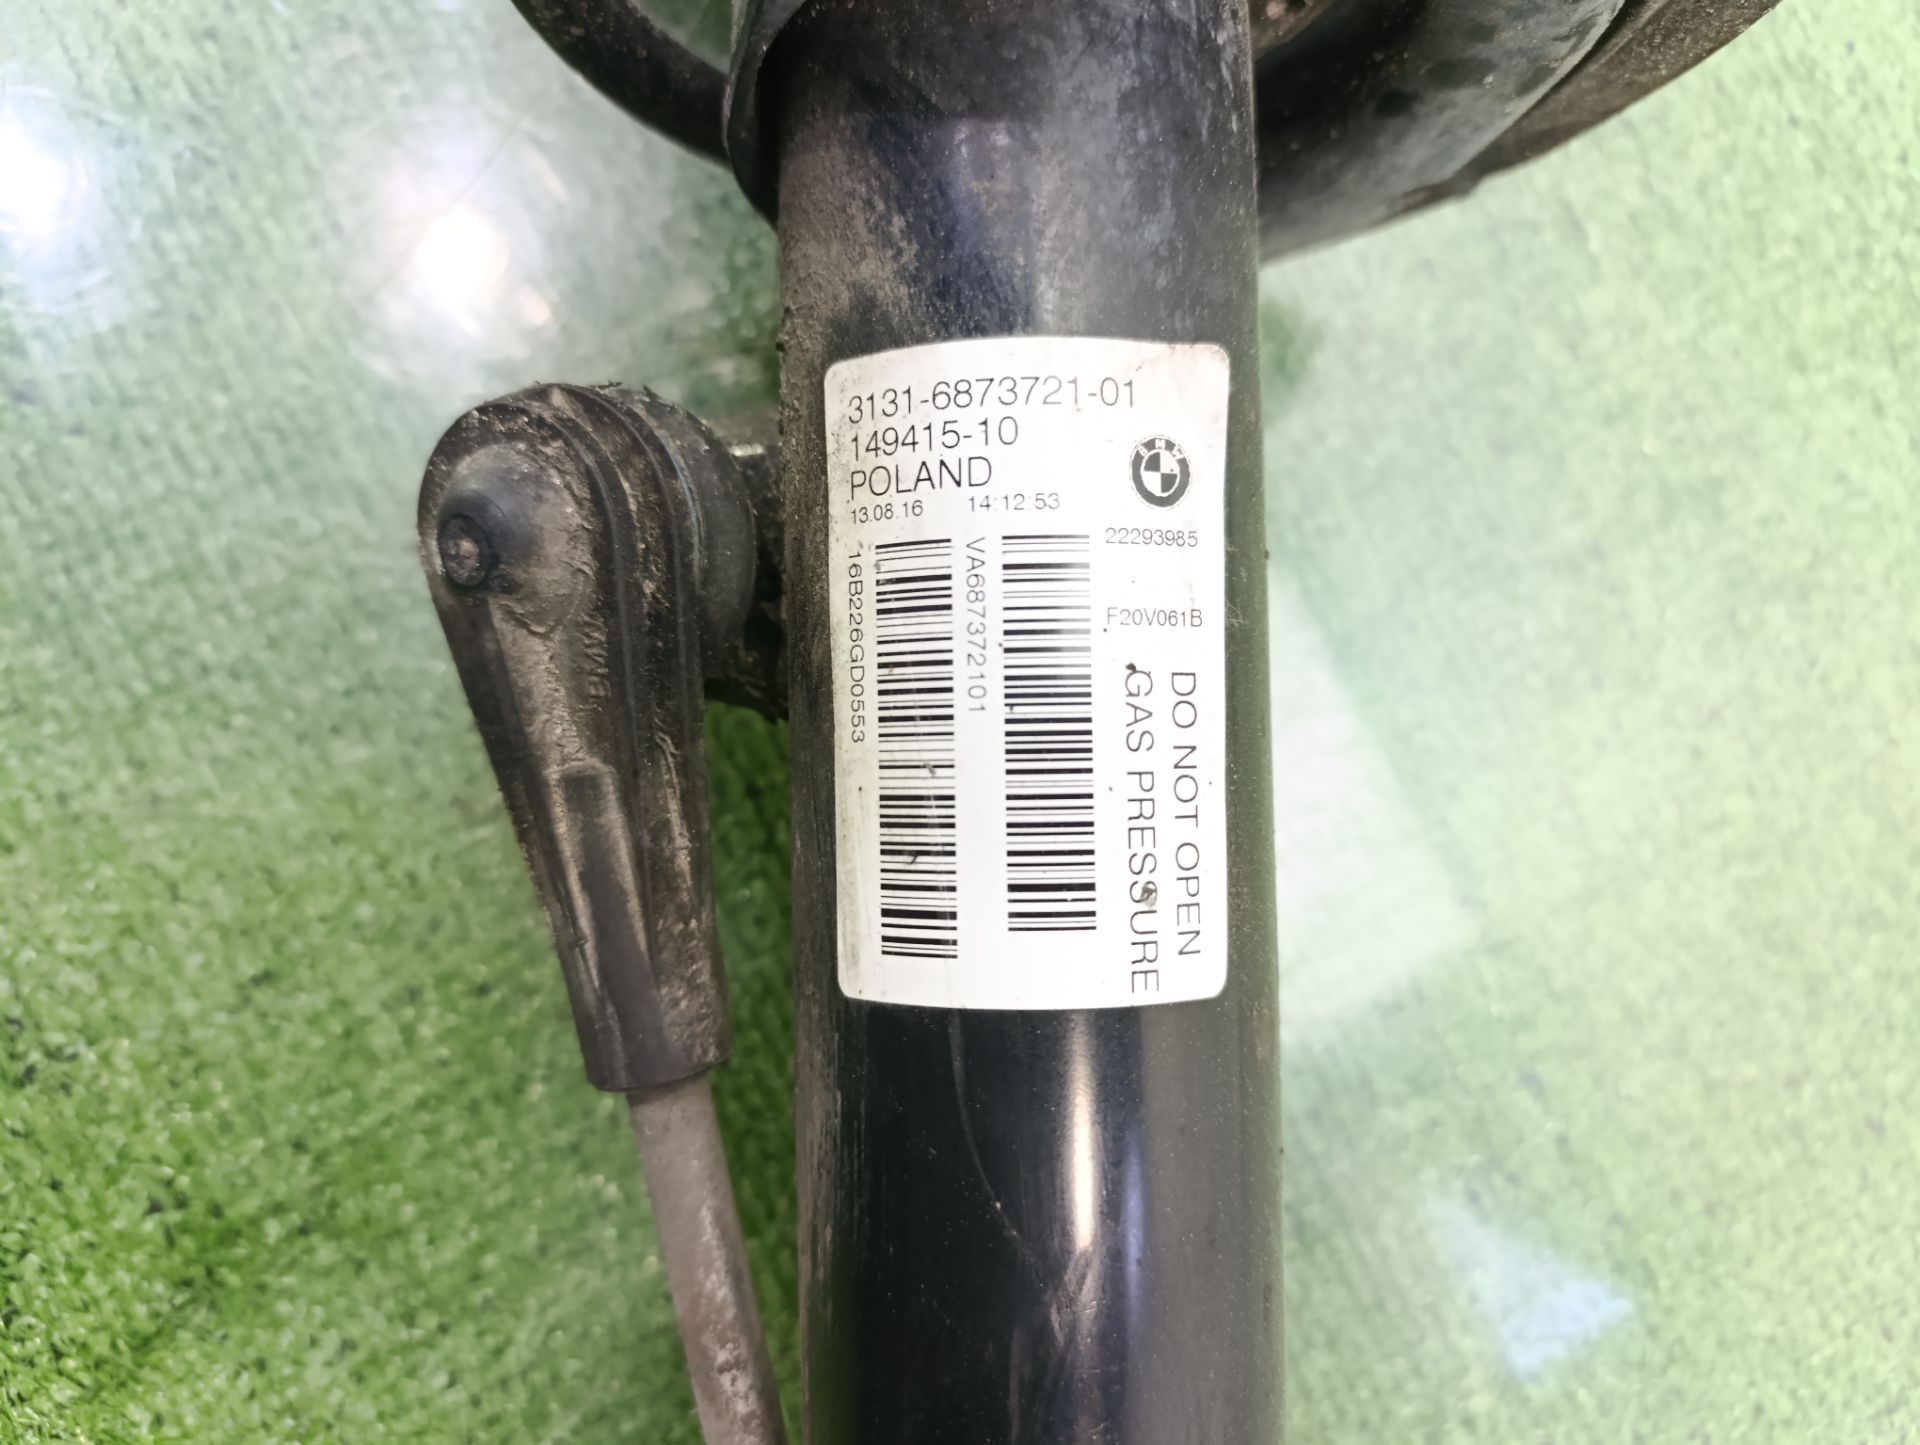 3131-6873721-01
149415-10
POLAND
13.08.16 14:12:53
BMW
22293985
F20V061B
16B226GD0553
VA687372101
DO NOT OPEN
GAS PRESSURE